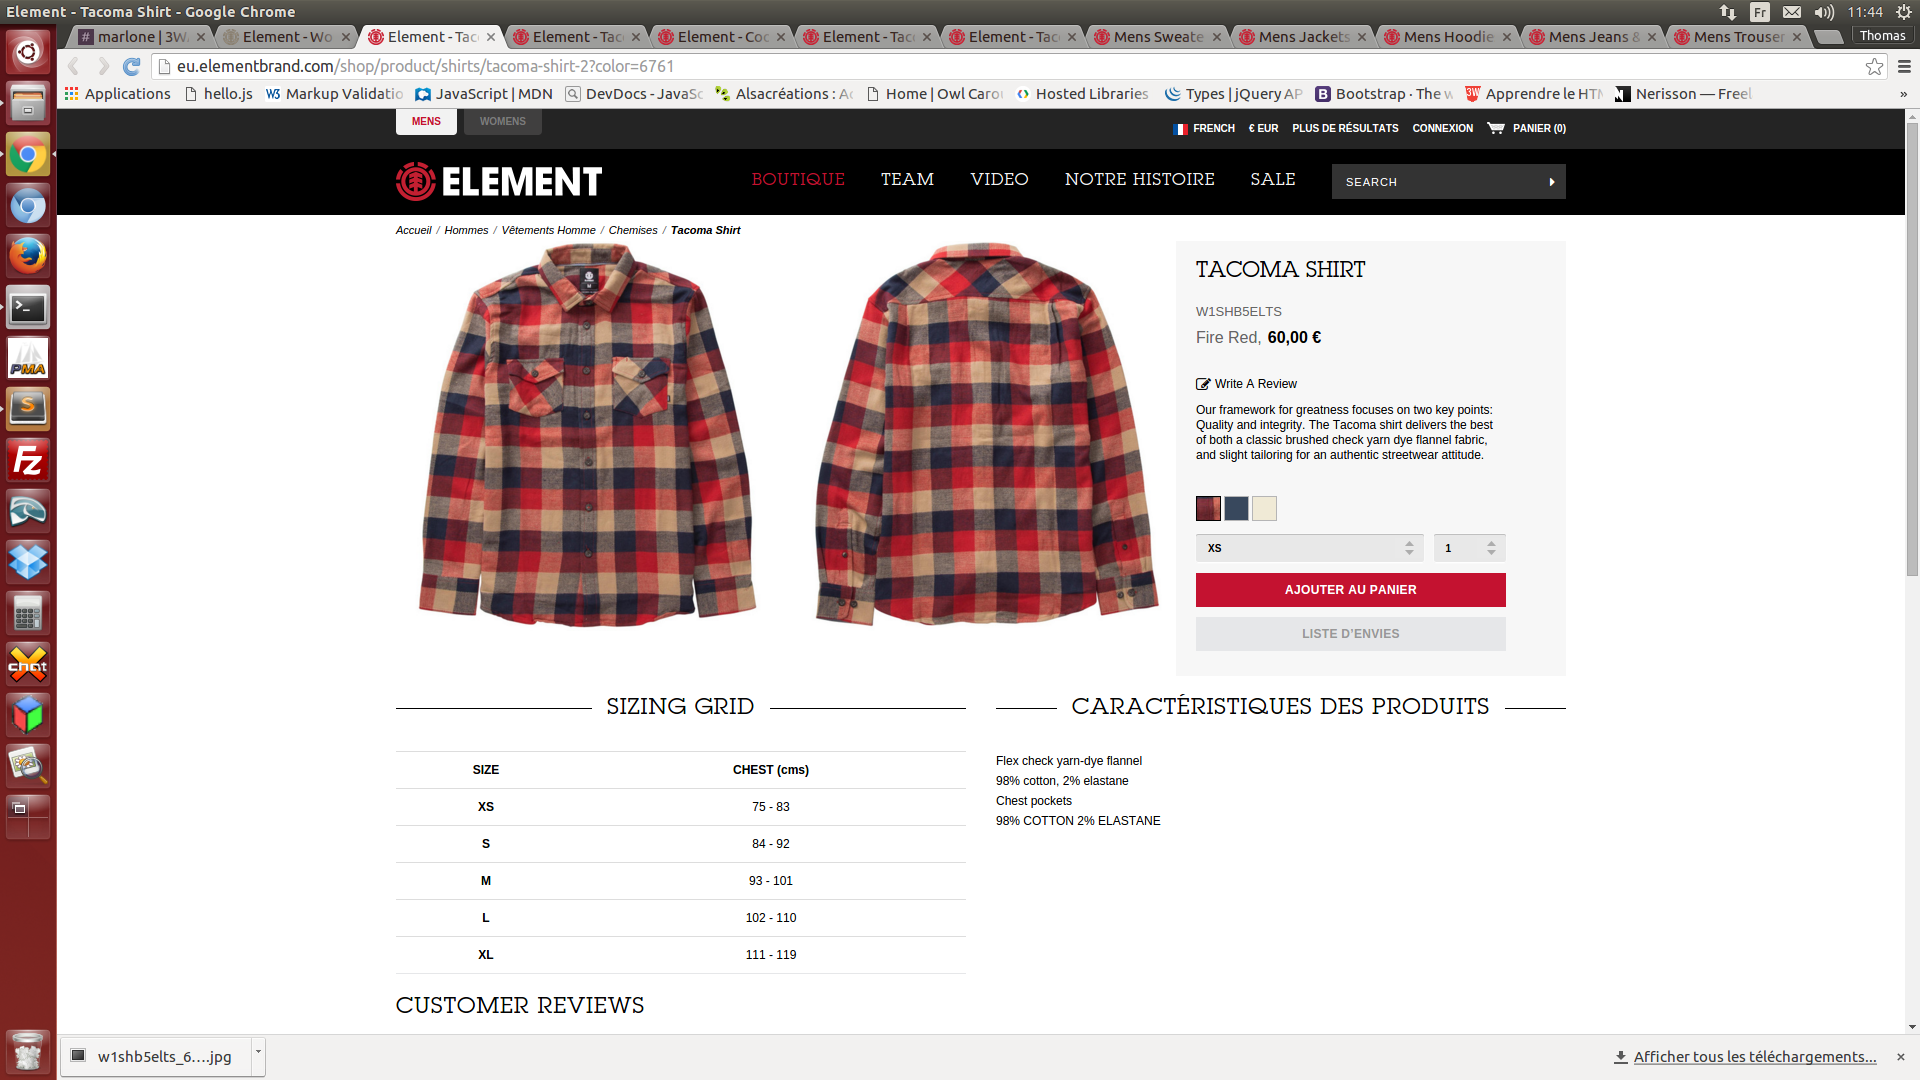 Element - Tacoma Shirt - Google Chrome
Fr
11:44
marlone | 3W
Element - Wo
Element - Tac
Element - Tac
Element - Coc
Element - Tac
Element - Tac
Mens Sweate
Mens Jackets
Mens Hoodie
Mens Jeans &
Mens Trouser
Thomas
eu.elementbrand.com/shop/product/shirts/tacoma-shirt-2?color=6761
Applications
hello.js
Markup Validatio
JavaScript | MDN
DevDocs - JavaSc
Alsacréations : Ac
Home | Owl Carou
Hosted Libraries
Types | jQuery AP
Bootstrap · The w
Apprendre le HTM
Nerisson — Freel
»
MENS
WOMENS
FRENCH
€ EUR
PLUS DE RÉSULTATS
CONNEXION
PANIER (0)
ELEMENT
BOUTIQUE
TEAM
VIDEO
NOTRE HISTOIRE
SALE
SEARCH
Accueil / Hommes / Vêtements Homme / Chemises / Tacoma Shirt
TACOMA SHIRT
W1SHB5ELTS
Fire Red, 60,00 €
Write A Review
Our framework for greatness focuses on two key points:
Quality and integrity. The Tacoma shirt delivers the best
of both a classic brushed check yarn dye flannel fabric,
and slight tailoring for an authentic streetwear attitude.
XS
1
AJOUTER AU PANIER
LISTE D'ENVIES
SIZING GRID
SIZE CHEST (cms)
XS 75 - 83
S 84 - 92
M 93 - 101
L 102 - 110
XL 111 - 119
CARACTÉRISTIQUES DES PRODUITS
Flex check yarn-dye flannel
98% cotton, 2% elastane
Chest pockets
98% COTTON 2% ELASTANE
CUSTOMER REVIEWS
PMA
S
Fz
chat
w1shb5elts_6....jpg
Afficher tous les téléchargements...